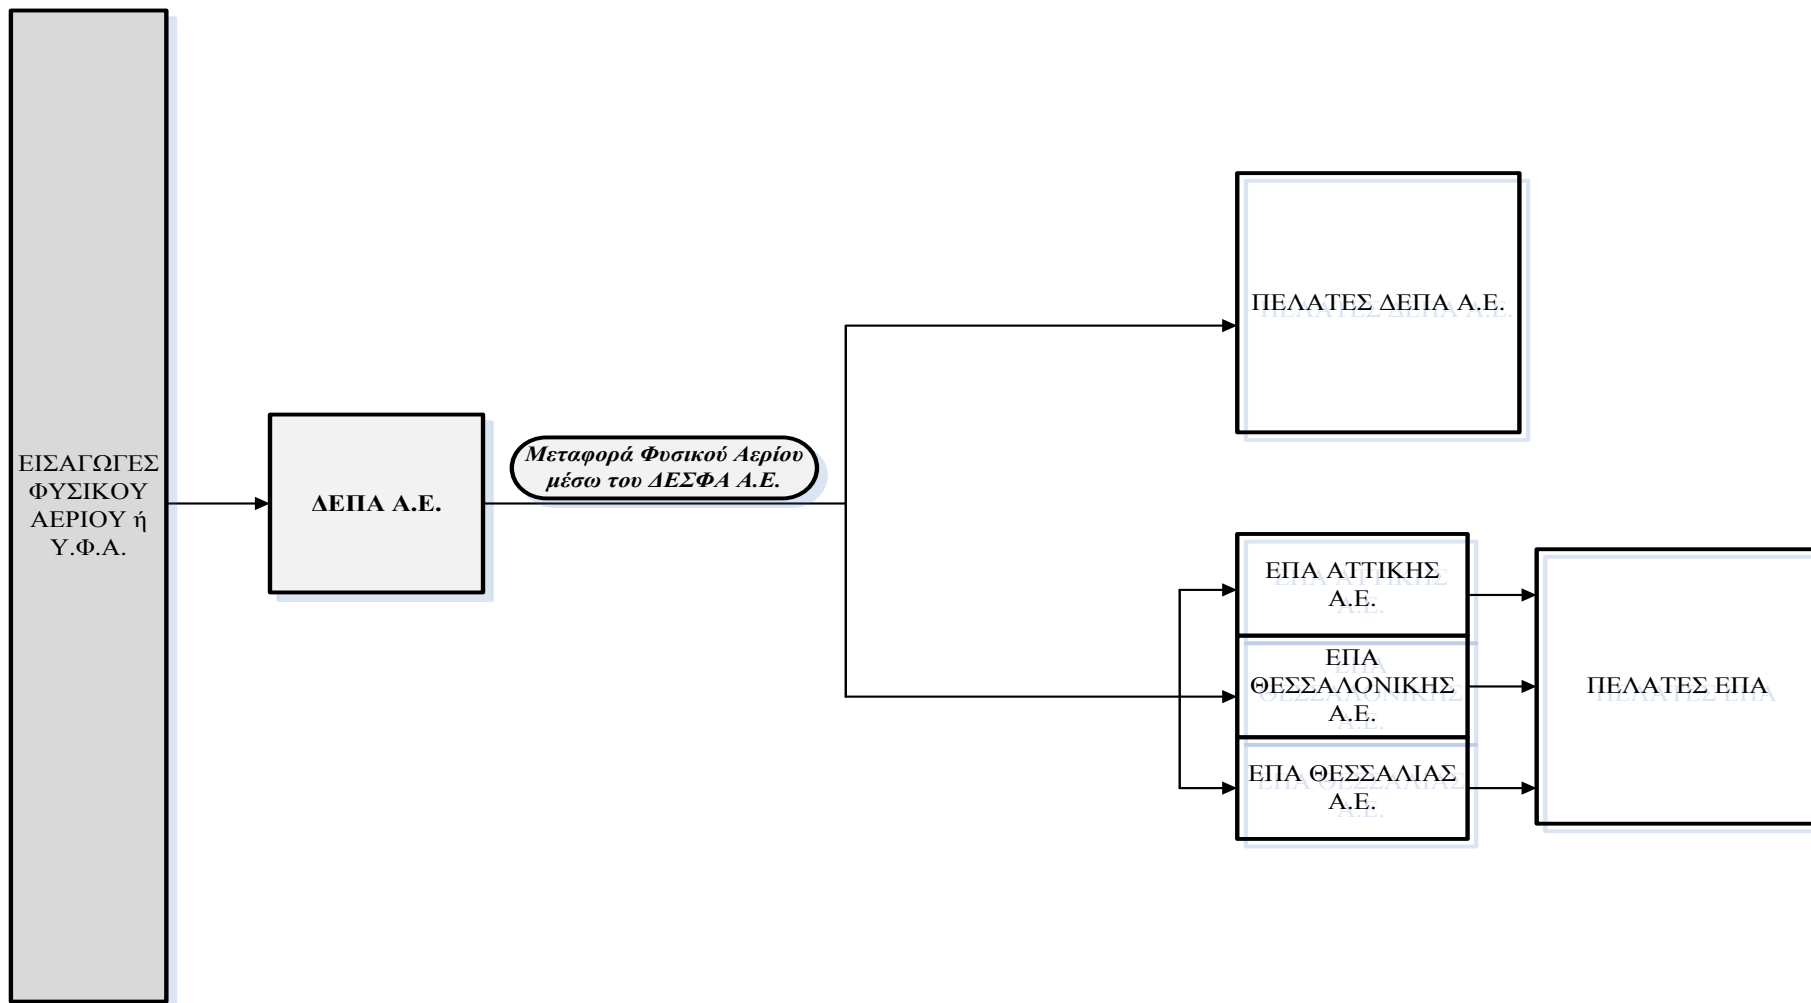 ΕΙΣΑΓΩΓΕΣ
ΦΥΣΙΚΟΥ
ΑΕΡΙΟΥ ή
Υ.Φ.Α.
ΔΕΠΑ Α.Ε.
Μεταφορά Φυσικού Αερίου
μέσω του ΔΕΣΦΑ Α.Ε.
ΠΕΛΑΤΕΣ ΔΕΠΑ Α.Ε.
ΕΠΑ ΑΤΤΙΚΗΣ
Α.Ε.
ΕΠΑ
ΘΕΣΣΑΛΟΝΙΚΗΣ
Α.Ε.
ΕΠΑ ΘΕΣΣΑΛΙΑΣ
Α.Ε.
ΠΕΛΑΤΕΣ ΕΠΑ